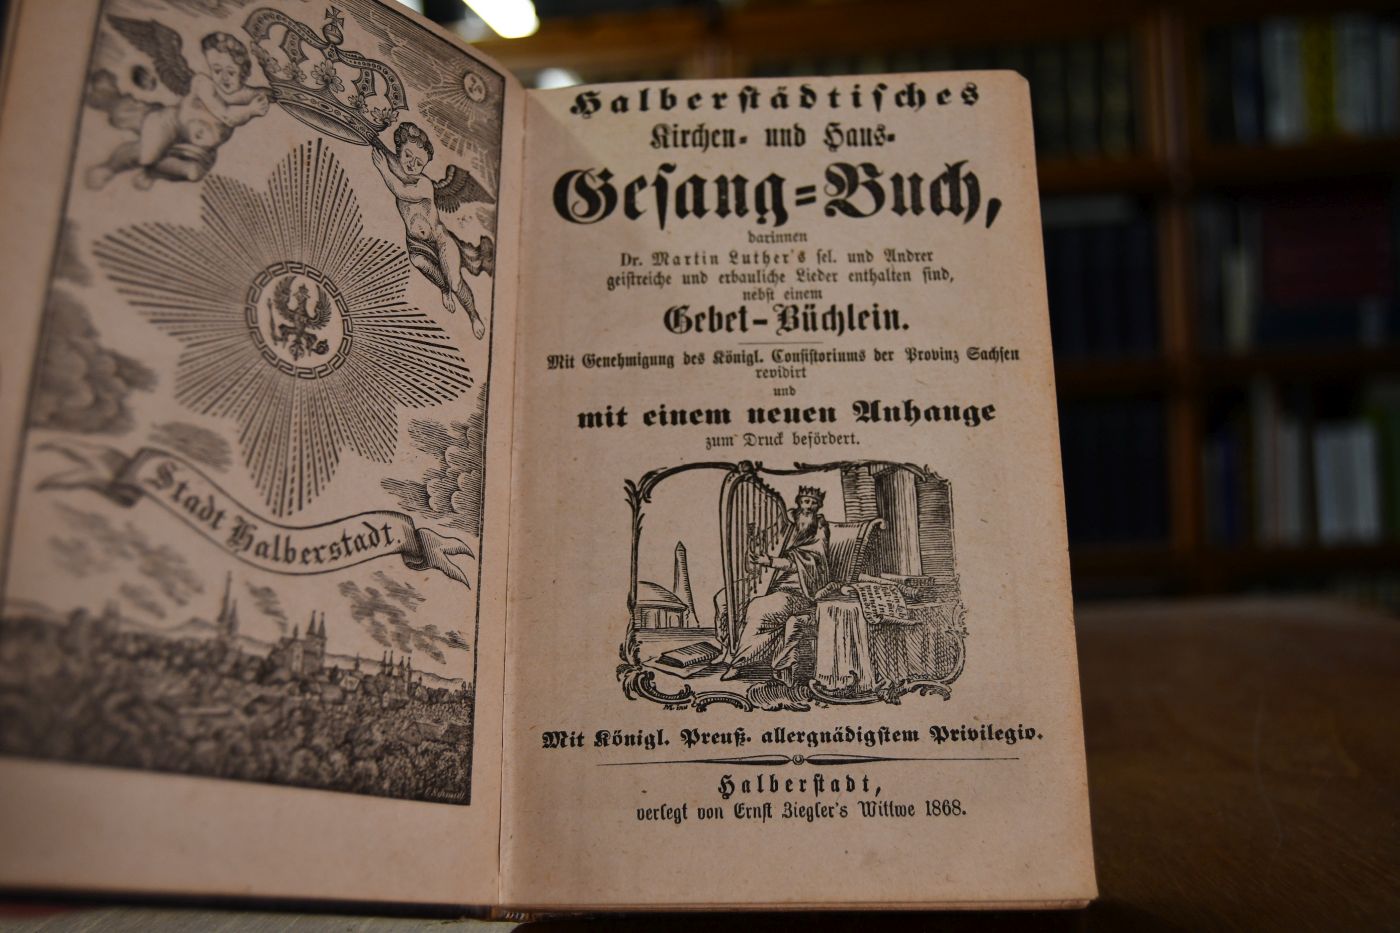 Stadt Halberstadt.
C. Schmidt
Halberſtädtiſches
Kirchen- und Haus-
Geſang-Buch,
darinnen
Dr. Martin Luther's ſel. und Andrer
geiſtreiche und erbauliche Lieder enthalten ſind,
nebſt einem
Gebet-Büchlein.
Mit Genehmigung des Königl. Conſiſtoriums der Provinz Sachſen
revidirt
und
mit einem neuen Anhange
zum Druck befördert.
Mit Königl. Preuß. allergnädigſtem Privilegio.
Halberſtadt,
verlegt von Ernſt Ziegler's Wittwe 1868.